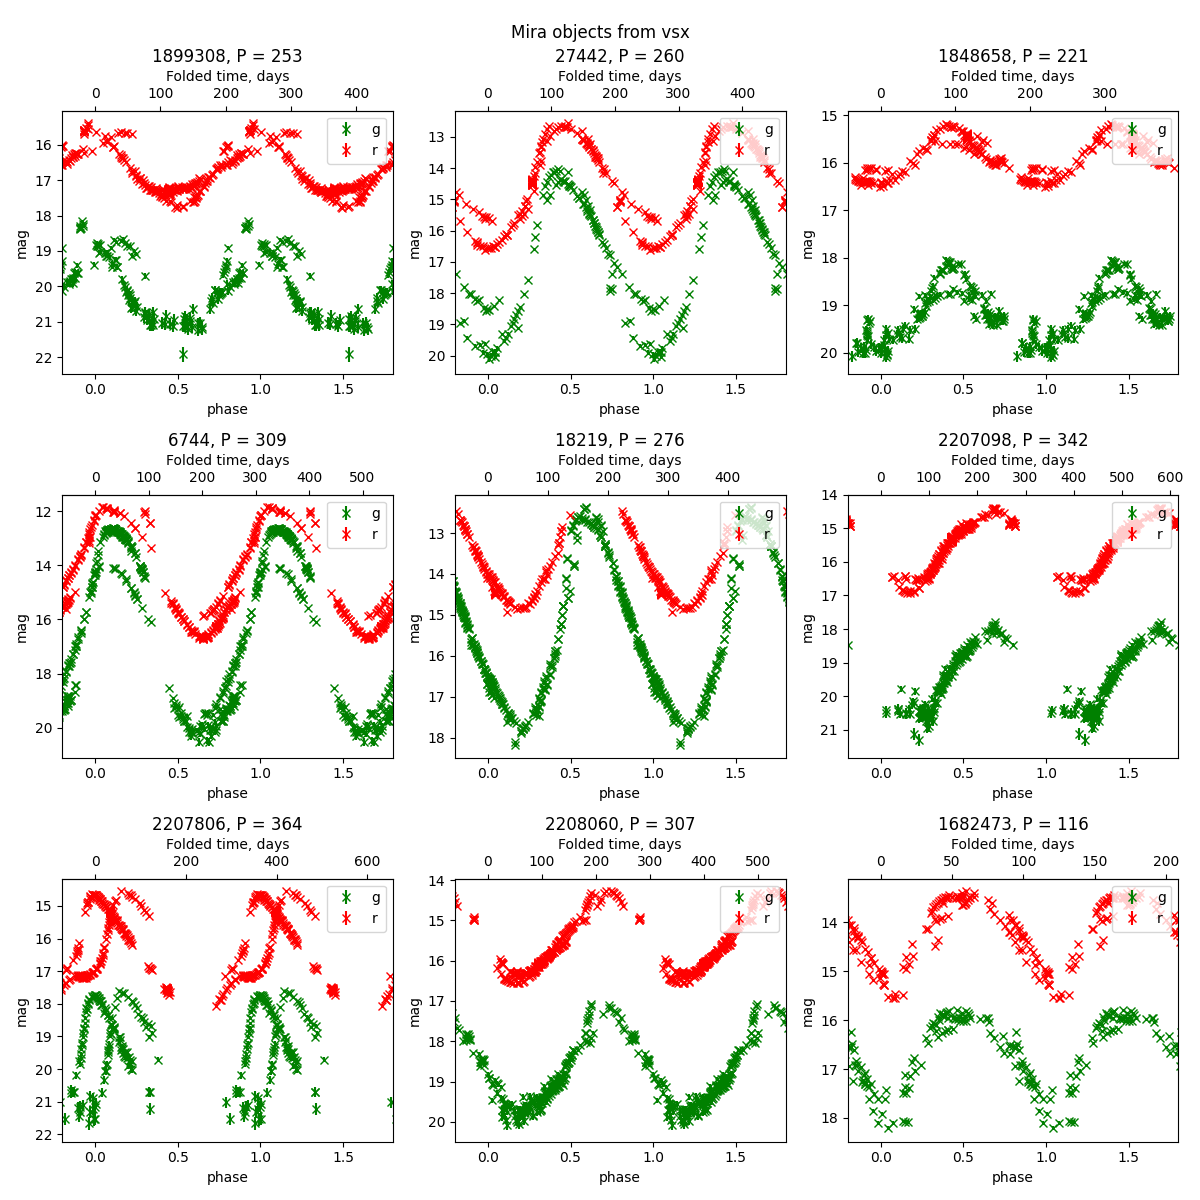 Mira objects from vsx
1899308, P = 253
Folded time, days
0 100 200 300 400
mag
16
17
18
19
20
21
22
g
r
0.0 0.5 1.0 1.5
phase
27442, P = 260
Folded time, days
0 100 200 300 400
mag
13
14
15
16
17
18
19
20
g
r
0.0 0.5 1.0 1.5
phase
1848658, P = 221
Folded time, days
0 100 200 300
mag
15
16
17
18
19
20
g
r
0.0 0.5 1.0 1.5
phase
6744, P = 309
Folded time, days
0 100 200 300 400 500
mag
12
14
16
18
20
g
r
0.0 0.5 1.0 1.5
phase
18219, P = 276
Folded time, days
0 100 200 300 400
mag
13
14
15
16
17
18
g
r
0.0 0.5 1.0 1.5
phase
2207098, P = 342
Folded time, days
0 100 200 300 400 500 600
mag
14
15
16
17
18
19
20
21
g
r
0.0 0.5 1.0 1.5
phase
2207806, P = 364
Folded time, days
0 200 400 600
mag
15
16
17
18
19
20
21
22
g
r
0.0 0.5 1.0 1.5
phase
2208060, P = 307
Folded time, days
0 100 200 300 400 500
mag
14
15
16
17
18
19
20
g
r
0.0 0.5 1.0 1.5
phase
1682473, P = 116
Folded time, days
0 50 100 150 200
mag
14
15
16
17
18
g
r
0.0 0.5 1.0 1.5
phase